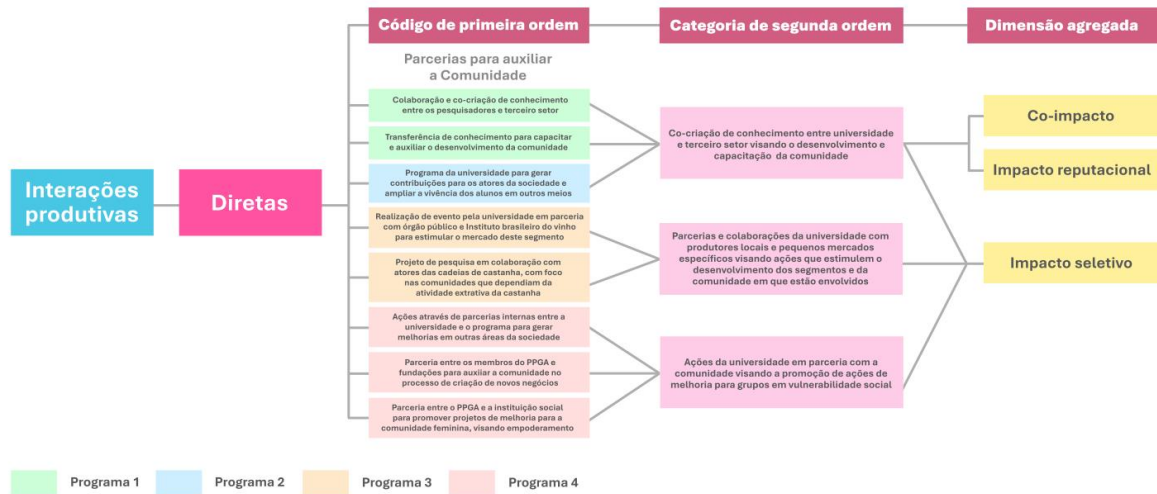 Código de primeira ordem
Categoria de segunda ordem
Dimensão agregada
Parcerias para auxiliar
a Comunidade
Colaboração e co-criação de conhecimento
entre os pesquisadores e terceiro setor
Transferência de conhecimento para capacitar
e auxiliar o desenvolvimento da comunidade
Programa da universidade para gerar
contribuições para os atores da sociedade e
ampliar a vivência dos alunos em outros meios
Realização de evento pela universidade em parceria
com órgão público e Instituto brasileiro do vinho
para estimular o mercado deste segmento
Projeto de pesquisa em colaboração com
atores das cadeias de castanha, com foco
nas comunidades que dependiam da
atividade extrativa da castanha
Ações através de parcerias internas entre a
universidade e o programa para gerar
melhorias em outras áreas da sociedade
Parceria entre os membros do PPGA e
fundações para auxiliar a comunidade no
processo de criação de novos negócios
Parceria entre o PPGA e a instituição social
para promover projetos de melhoria para a
comunidade feminina, visando empoderamento
Interações
produtivas
Diretas
Co-criação de conhecimento entre universidade
e terceiro setor visando o desenvolvimento e
capacitação da comunidade
Parcerias e colaborações da universidade com
produtores locais e pequenos mercados
específicos visando ações que estimulem o
desenvolvimento dos segmentos e da
comunidade em que estão envolvidos
Ações da universidade em parceria com a
comunidade visando a promoção de ações de
melhoria para grupos em vulnerabilidade social
Co-impacto
Impacto reputacional
Impacto seletivo
Programa 1
Programa 2
Programa 3
Programa 4